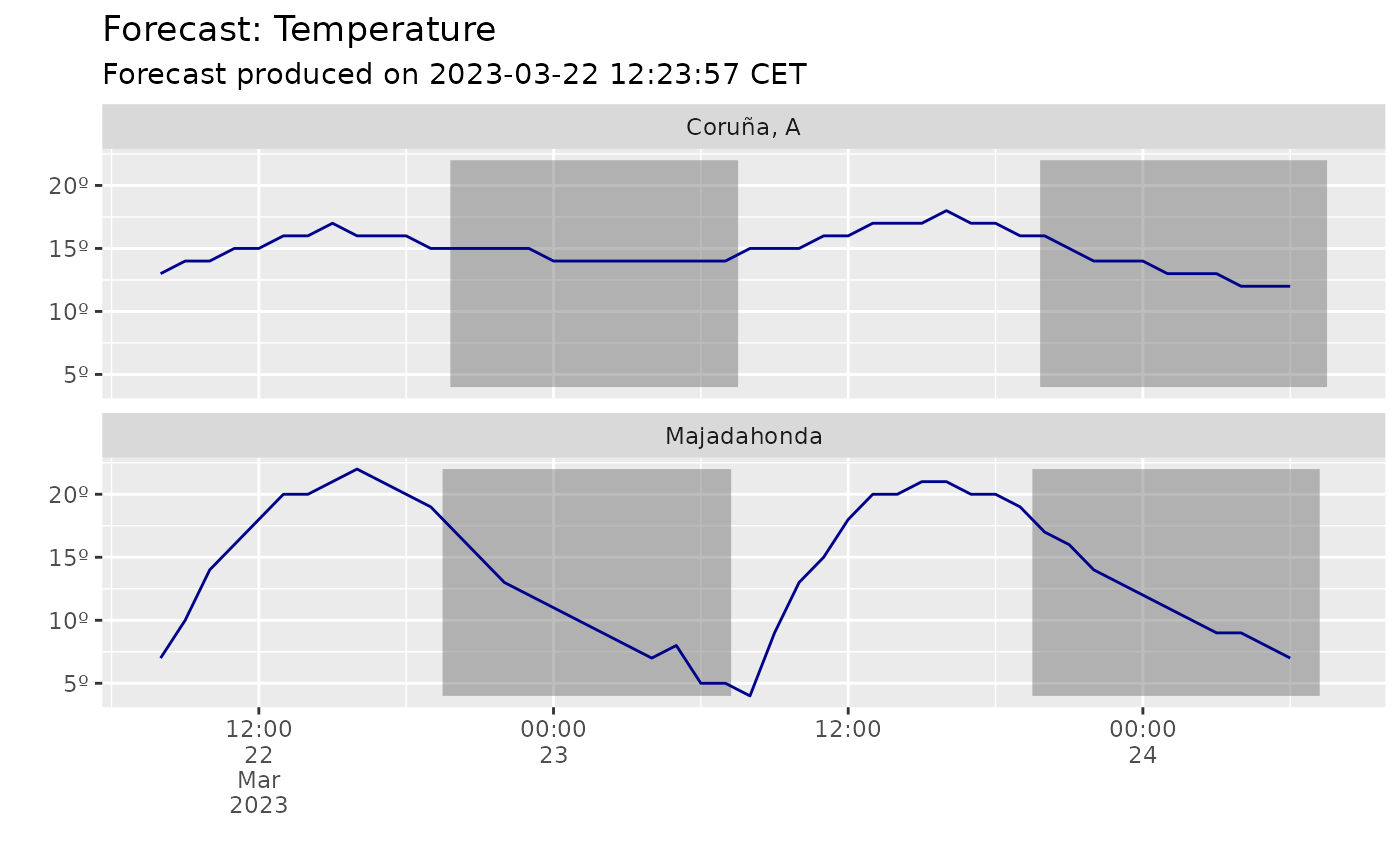 Forecast: Temperature
Forecast produced on 2023-03-22 12:23:57 CET
Coruña, A
20º
15º
10º
5º
Majadahonda
20º
15º
10º
5º
12:00 00:00 12:00 00:00
22 23 24
Mar
2023